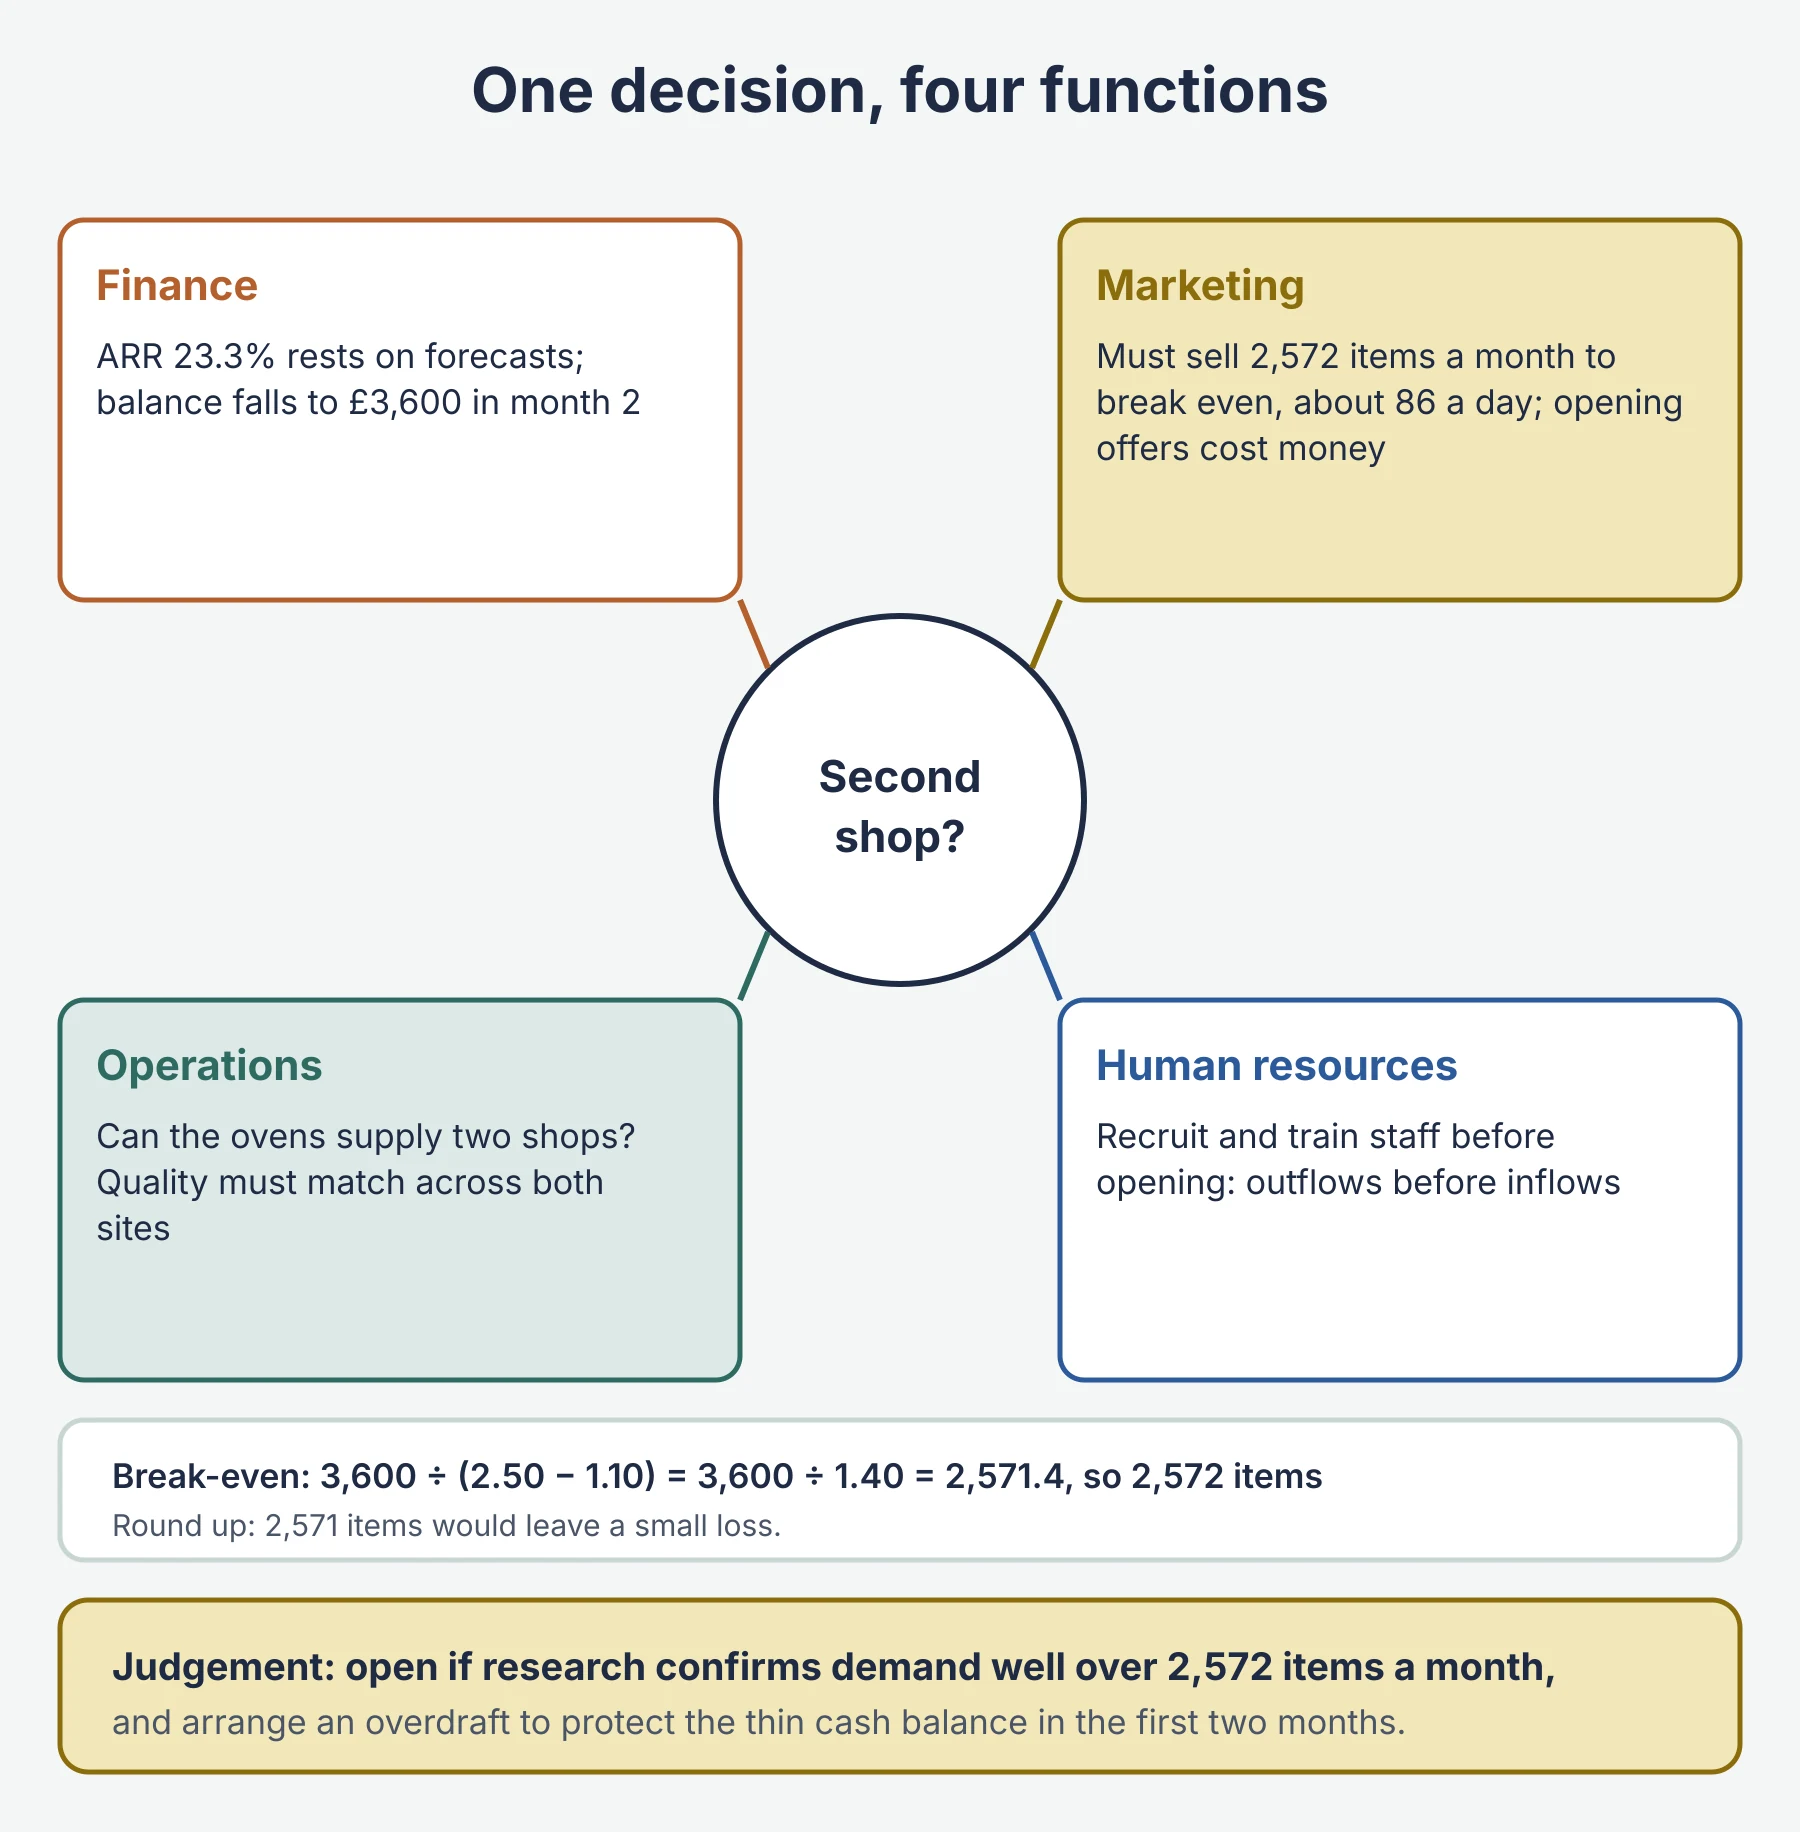 One decision, four functions
Finance
ARR 23.3% rests on forecasts;
balance falls to £3,600 in month 2
Marketing
Must sell 2,572 items a month to
break even, about 86 a day; opening
offers cost money
Second
shop?
Operations
Can the ovens supply two shops?
Quality must match across both
sites
Human resources
Recruit and train staff before
opening: outflows before inflows
Break-even: 3,600 ÷ (2.50 − 1.10) = 3,600 ÷ 1.40 = 2,571.4, so 2,572 items
Round up: 2,571 items would leave a small loss.
Judgement: open if research confirms demand well over 2,572 items a month,
and arrange an overdraft to protect the thin cash balance in the first two months.